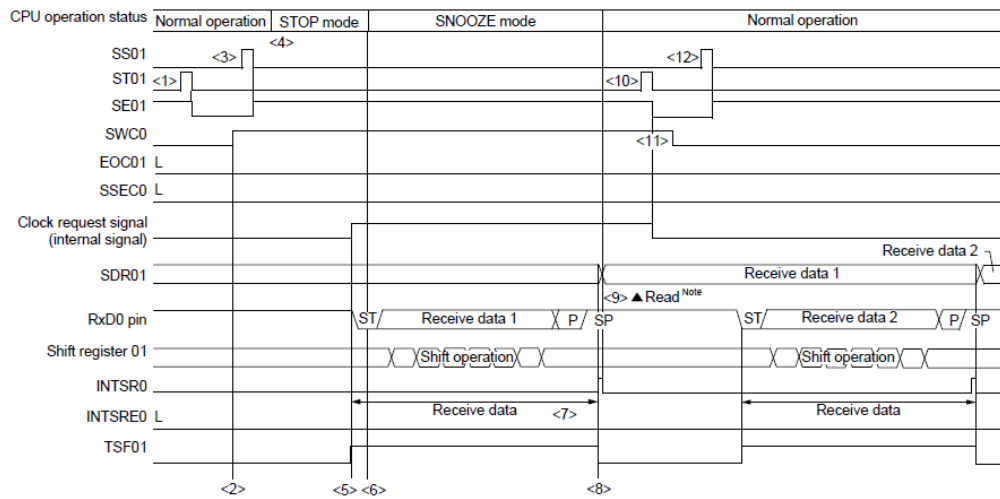 CPU operation status Normal operation STOP mode SNOOZE mode Normal operation
<4>
SS01 <3> <12>
ST01 <1> <10>
SE01
SWC0 <11>
EOC01 L
SSEC0 L
Clock request signal
(internal signal)
Receive data 2
SDR01 Receive data 1
<9> ▲ Read Note
RxD0 pin ST Receive data 1 P SP ST Receive data 2 P SP
Shift register 01 Shift operation Shift operation
INTSR0
Receive data <7> Receive data
INTSRE0 L
TSF01
<2> <5> <6> <8>